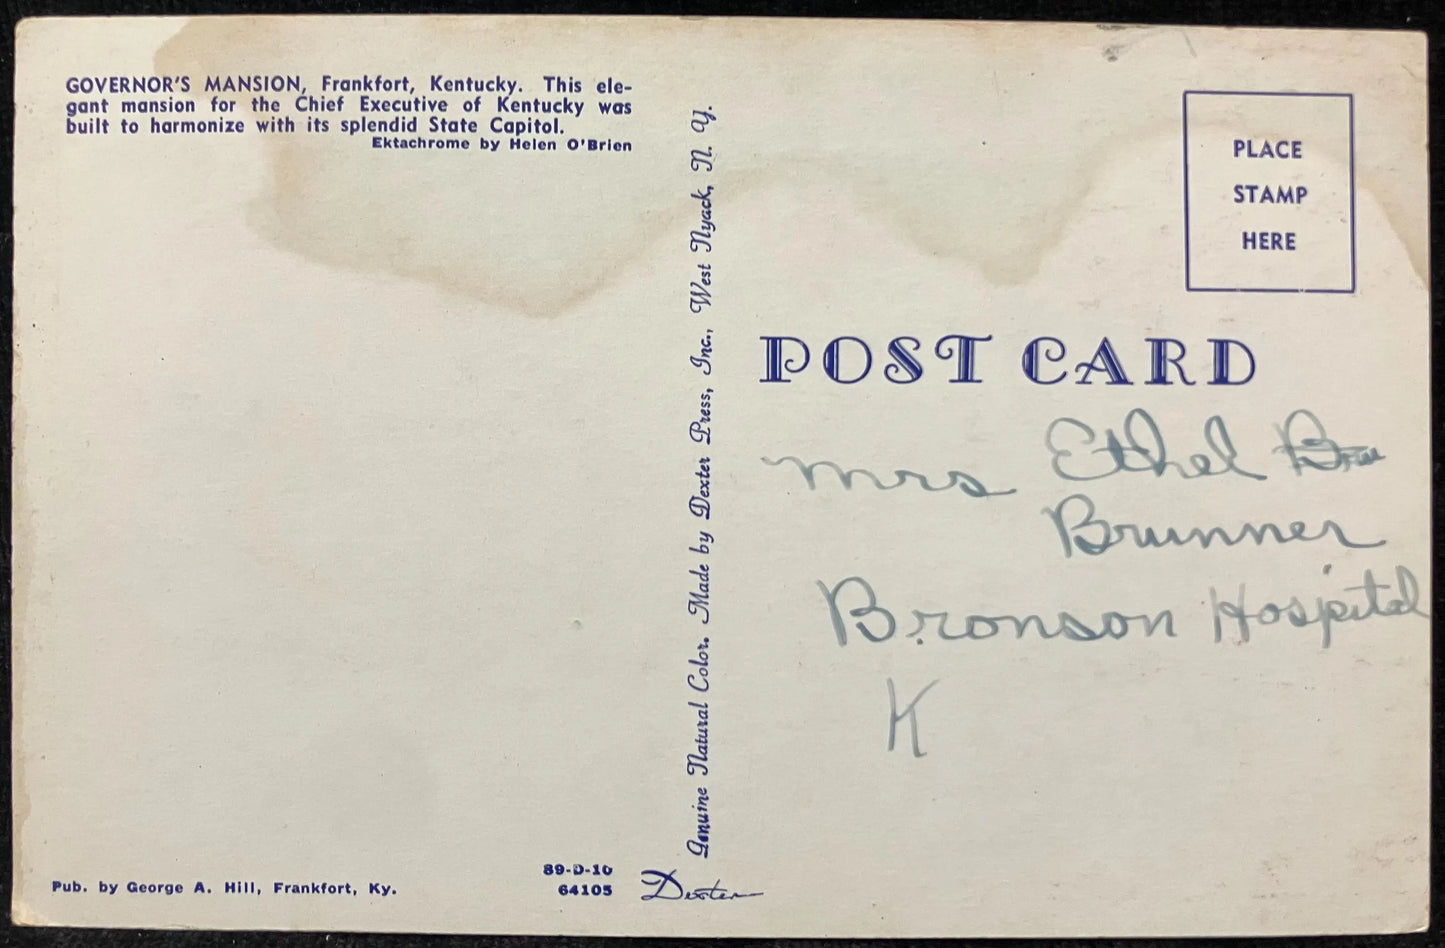 GOVERNOR'S MANSION, Frankfort, Kentucky. This ele-
gant mansion for the Chief Executive of Kentucky was
built to harmonize with its splendid State Capitol.
Ektachrome by Helen O'Brien
Genuine Natural Color. Made by Dexter Press, Inc., West Nyack, N. Y.
PLACE
STAMP
HERE
POST CARD
Mrs Ethel
Brunner
Bronson Hospital
K
89-D-10
64105
Pub. by George A. Hill, Frankfort, Ky.
Dexter